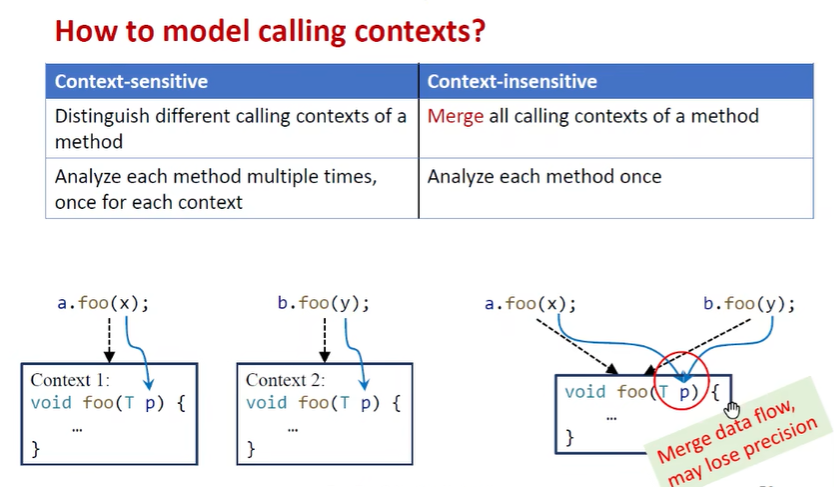 How to model calling contexts?
Context-sensitive
Context-insensitive
Distinguish different calling contexts of a
method
Merge all calling contexts of a method
Analyze each method multiple times,
once for each context
Analyze each method once
a.foo(x);
b.foo(y);
a.foo(x);
b.foo(y);
Context 1:
void foo(T p) {
…
}
Context 2:
void foo(T p) {
…
}
void foo(T p) {
…
}
Merge data flow,
may lose precision